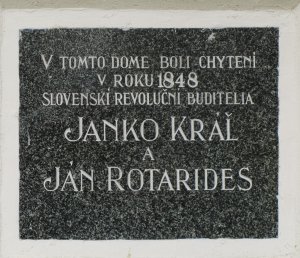 V TOMTO DOME BOLI CHYTENÍ
V ROKU 1848
SLOVENSKÍ REVOLUČNÍ BUDITELIA
JANKO KRÁĽ
A
JÁN ROTARIDES